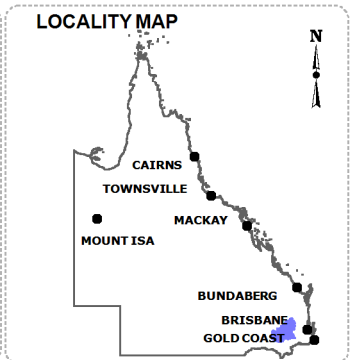 LOCALITY MAP
N
CAIRNS
TOWNSVILLE
MACKAY
MOUNT ISA
BUNDABERG
BRISBANE
GOLD COAST